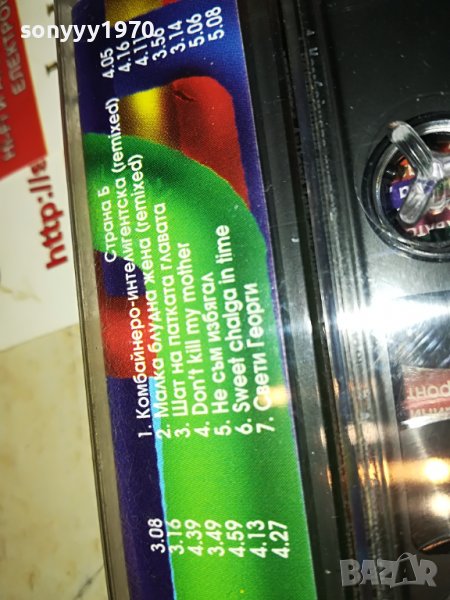 sonyyy1970
Страна Б
1. Комбайнеро-интелигентска (remixed) 4.05
2. Малка блудна жена (remixed) 4.16
3. Шат на патката главата 4.11
4. Don't kill my mother 3.56
5. Не съм избягал 3.14
6. Sweet chalga in time 5.06
7. Свети Георги 5.08
3.08
3.16
4.39
3.49
4.59
4.13
4.27
http://
BAZAR